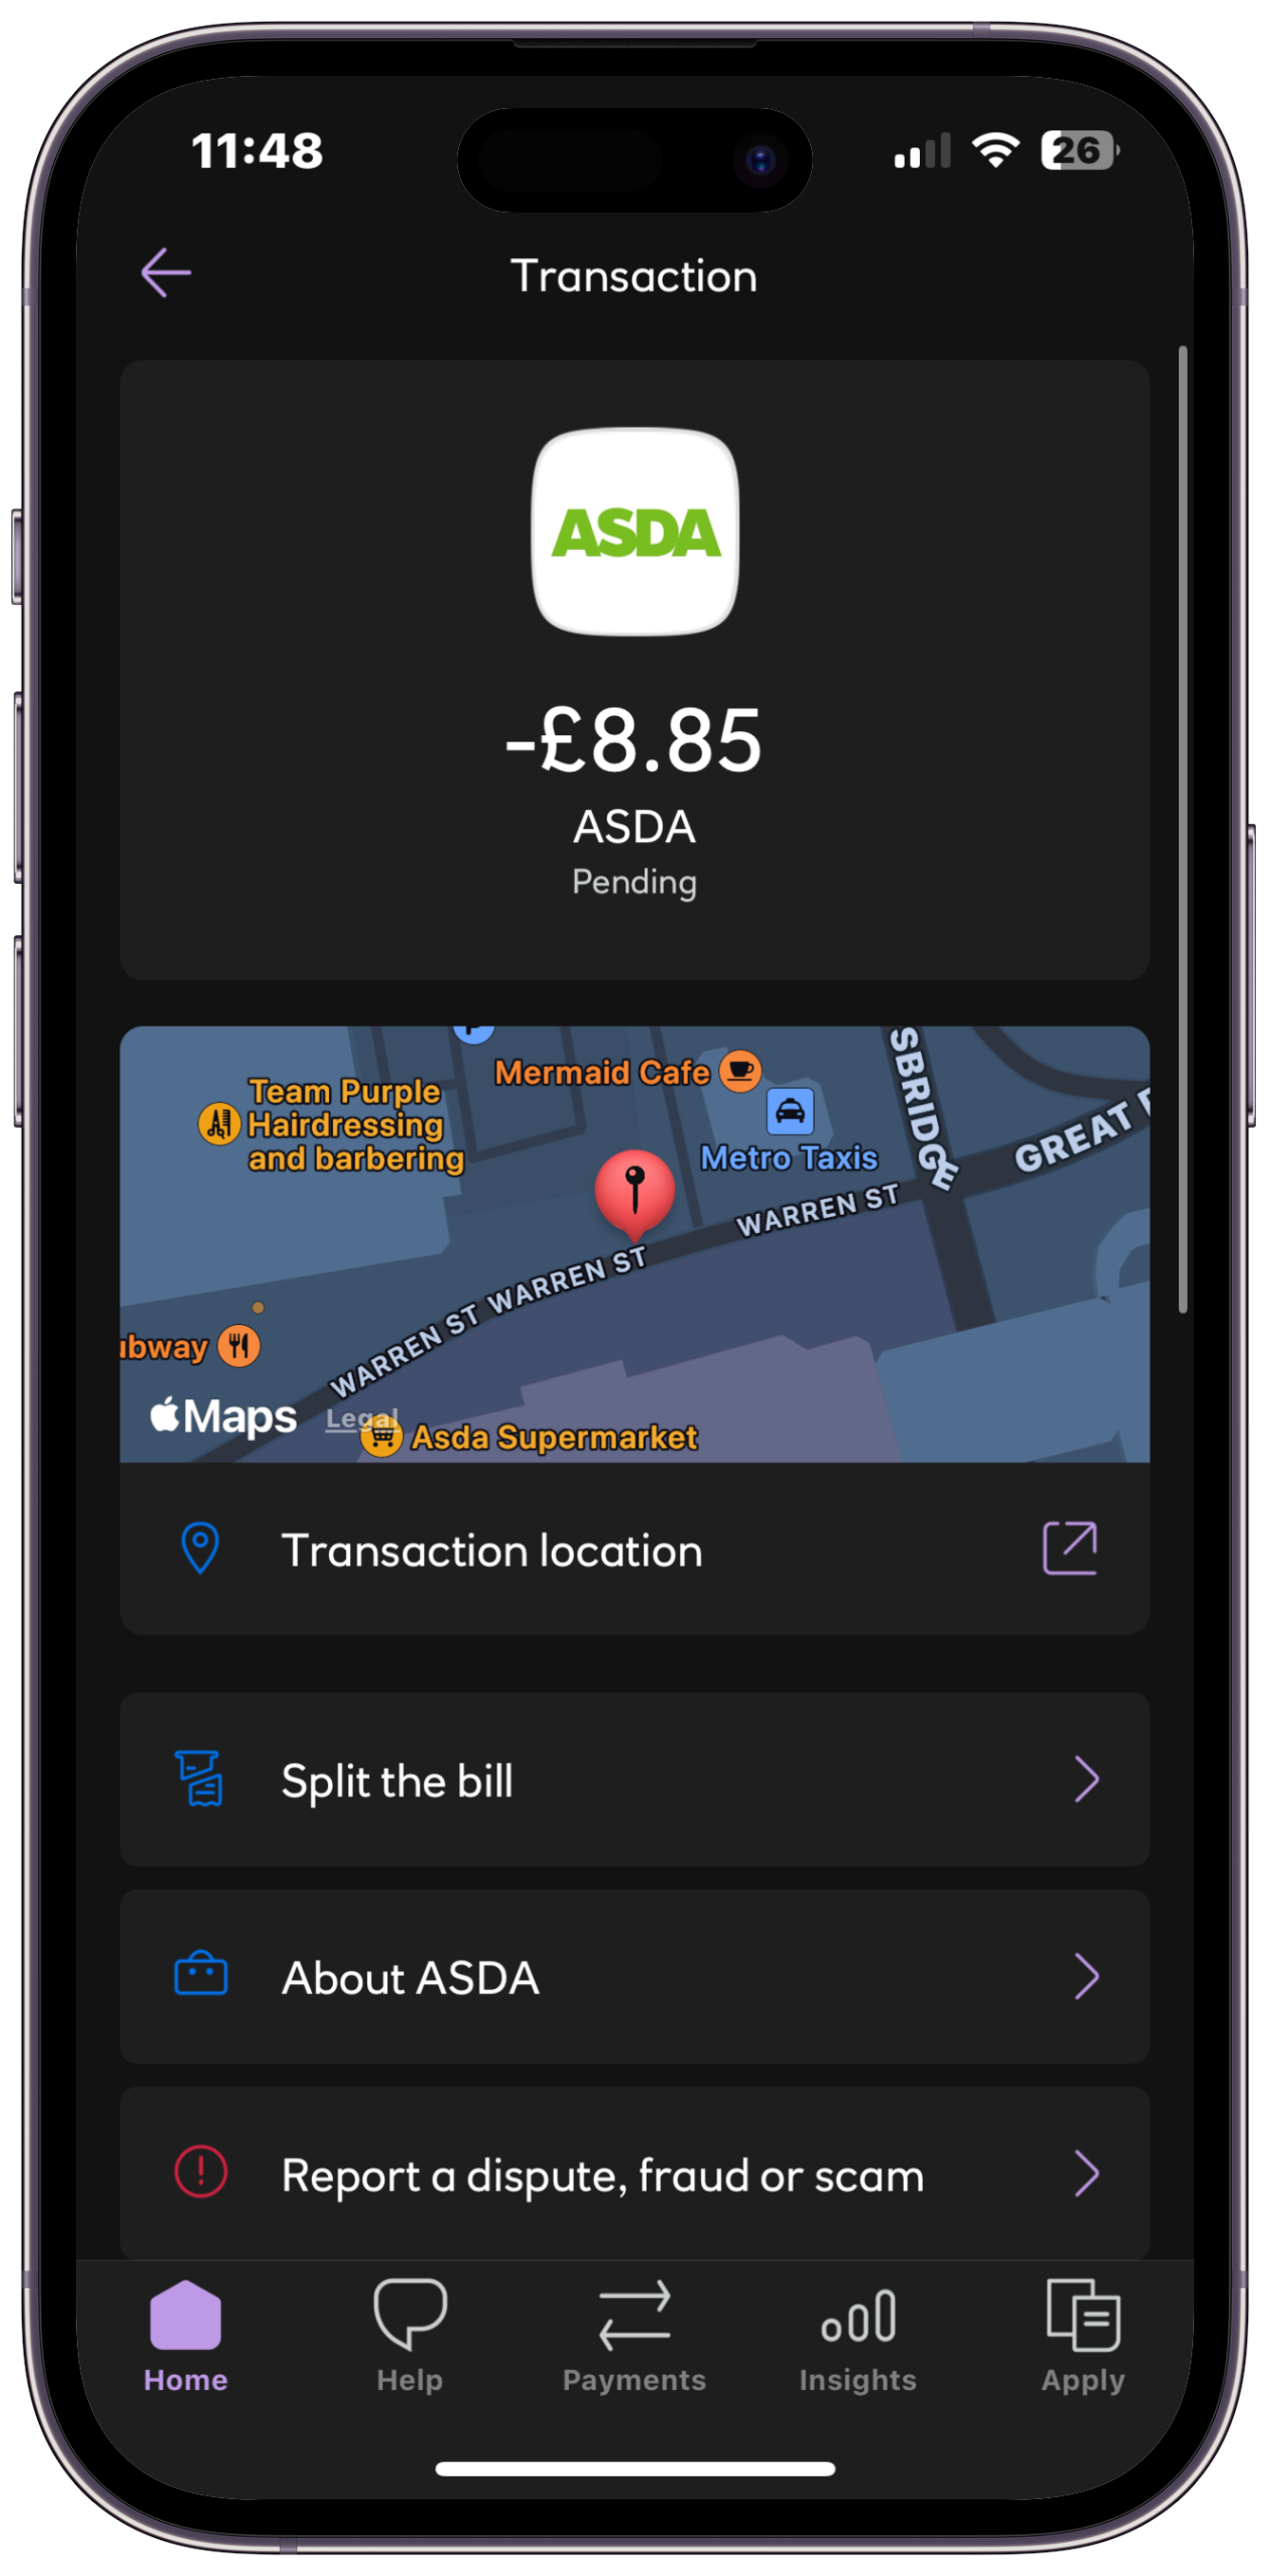 11:48
26
Transaction
ASDA
-£8.85
ASDA
Pending
Mermaid Cafe
Team Purple
Hairdressing
and barbering
Metro Taxis
SBRIDGE
GREAT
WARREN ST
WARREN ST
WARREN ST
ubway
Maps
Legal
Asda Supermarket
Transaction location
Split the bill
About ASDA
Report a dispute, fraud or scam
Home
Help
Payments
Insights
Apply